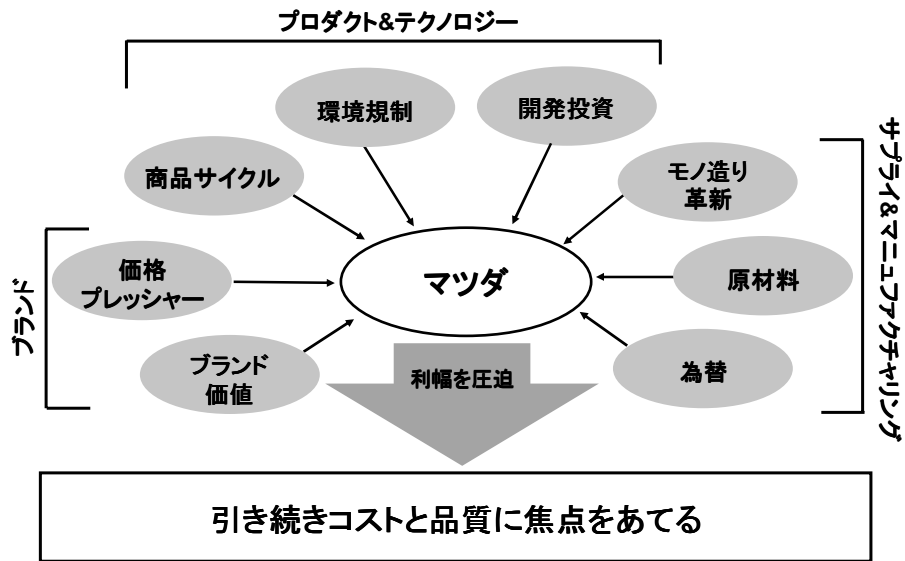 プロダクト&テクノロジー
環境規制
開発投資
商品サイクル
モノ造り
革新
サプライ&マニュファクチャリング
ブランド
価格
プレッシャー
マツダ
原材料
ブランド
価値
利幅を圧迫
為替
引き続きコストと品質に焦点をあてる